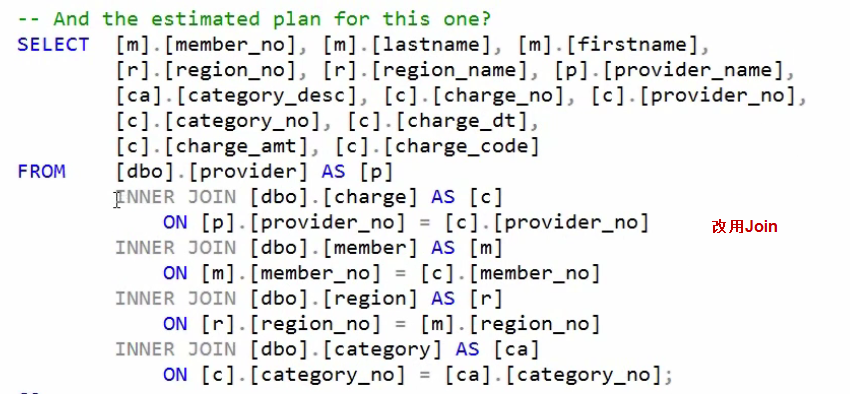 -- And the estimated plan for this one?
SELECT [m].[member_no], [m].[lastname], [m].[firstname],
[r].[region_no], [r].[region_name], [p].[provider_name],
[ca].[category_desc], [c].[charge_no], [c].[provider_no],
[c].[category_no], [c].[charge_dt],
[c].[charge_amt], [c].[charge_code]
FROM [dbo].[provider] AS [p]
INNER JOIN [dbo].[charge] AS [c]
ON [p].[provider_no] = [c].[provider_no]
改用Join
INNER JOIN [dbo].[member] AS [m]
ON [m].[member_no] = [c].[member_no]
INNER JOIN [dbo].[region] AS [r]
ON [r].[region_no] = [m].[region_no]
INNER JOIN [dbo].[category] AS [ca]
ON [c].[category_no] = [ca].[category_no];